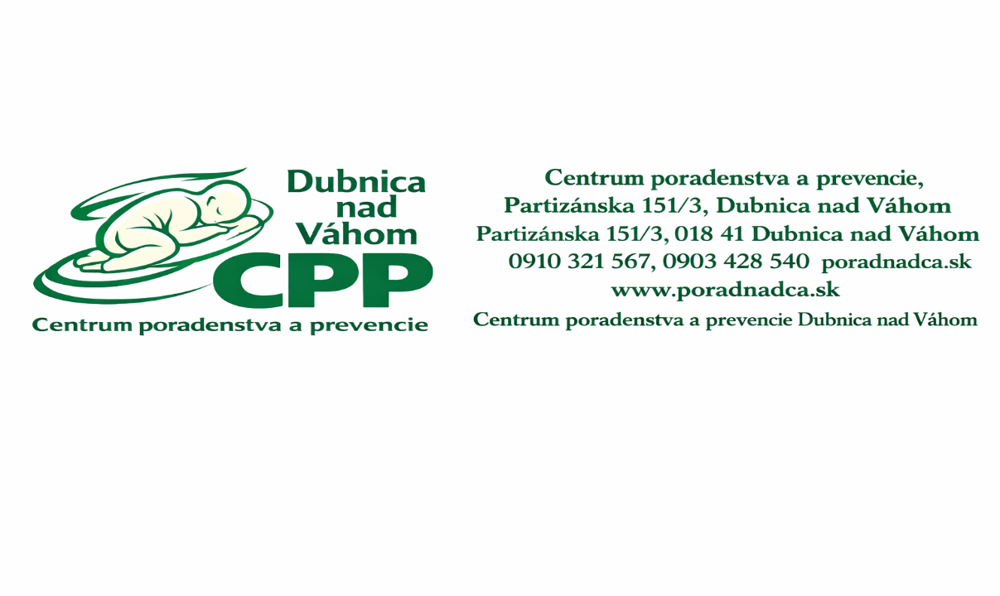 Dubnica
nad
Váhom
CPP
Centrum poradenstva a prevencie
Centrum poradenstva a prevencie,
Partizánska 151/3, Dubnica nad Váhom
Partizánska 151/3, 018 41 Dubnica nad Váhom
0910 321 567, 0903 428 540 poradnadca.sk
www.poradnadca.sk
Centrum poradenstva a prevencie Dubnica nad Váhom